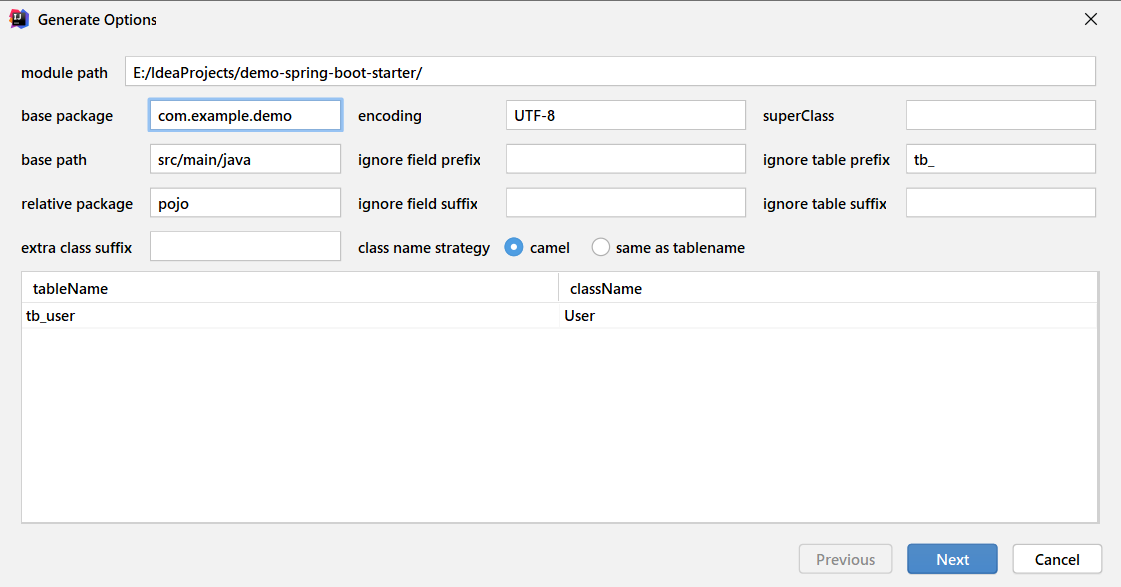 Generate Options
module path E:/IdeaProjects/demo-spring-boot-starter/
base package com.example.demo encoding UTF-8 superClass
base path src/main/java ignore field prefix ignore table prefix tb_
relative package pojo ignore field suffix ignore table suffix
extra class suffix class name strategy camel same as tablename
tableName className
tb_user User
Previous Next Cancel